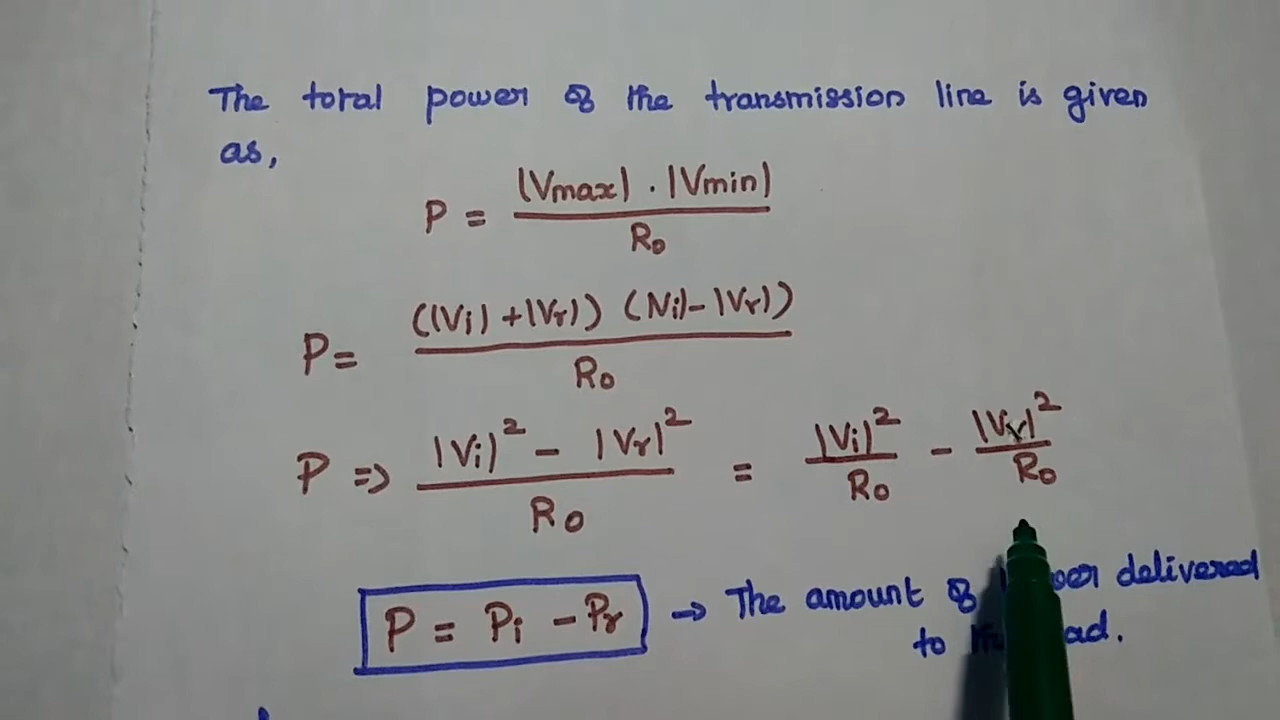 The total power of the transmission line is given
as,
P = |Vmax| . |Vmin| / R0
P = (|Vi| + |Vr|) (|Vi| - |Vr|) / R0
P => |Vi|² - |Vr|² / R0 = |Vi|² / R0 - |Vr|² / R0
P = Pi - Pr → The amount of delivered
to